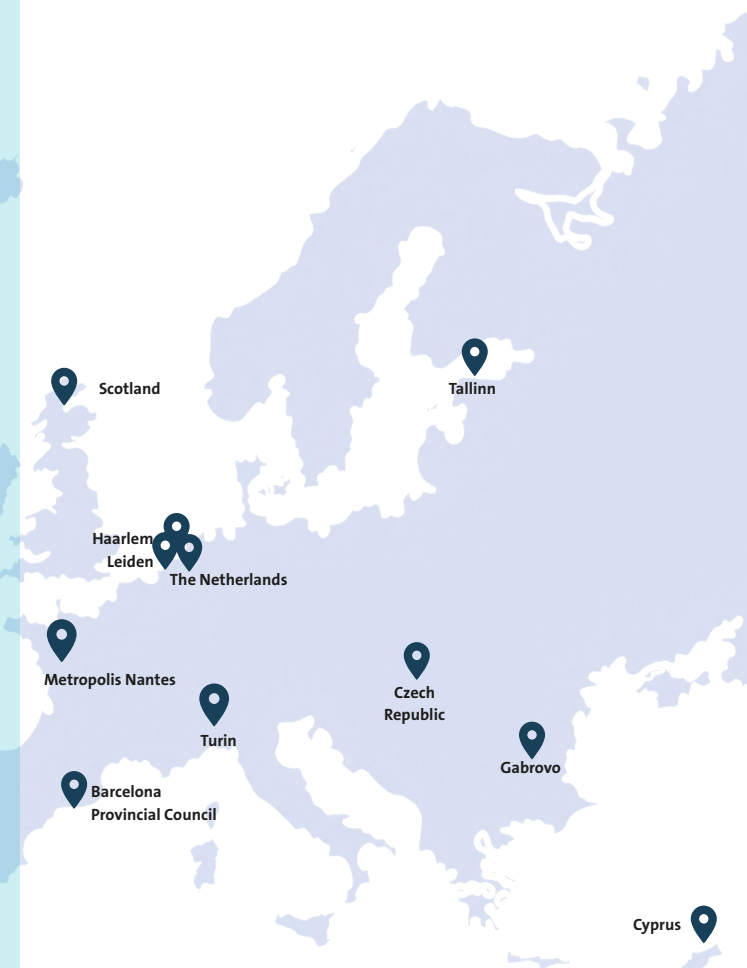 Scotland
Tallinn
Haarlem
Leiden
The Netherlands
Metropolis Nantes
Czech
Republic
Turin
Gabrovo
Barcelona
Provincial Council
Cyprus